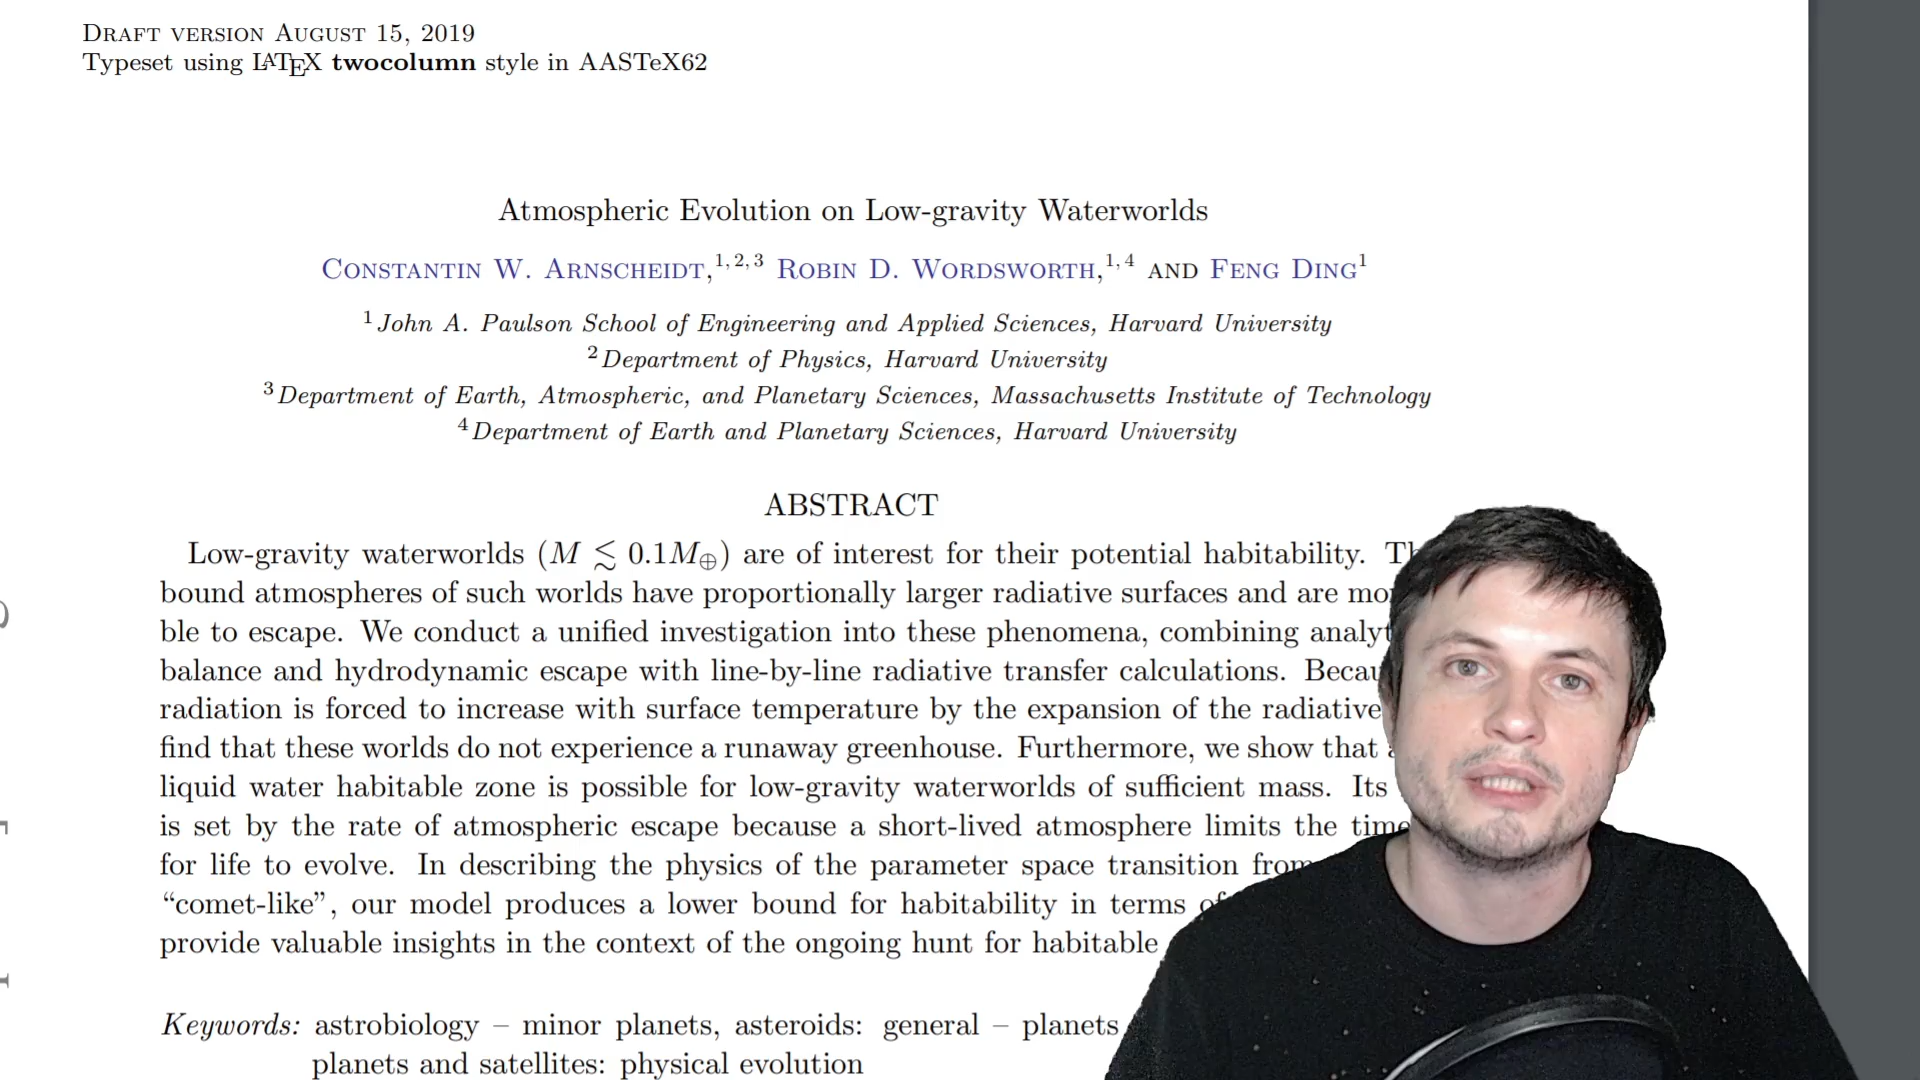 DRAFT VERSION AUGUST 15, 2019
Typeset using LATEX twocolumn style in AASTeX62
Atmospheric Evolution on Low-gravity Waterworlds
CONSTANTIN W. ARNSCHEIDT,1,2,3 ROBIN D. WORDSWORTH,1,4 AND FENG DING1
1John A. Paulson School of Engineering and Applied Sciences, Harvard University
2Department of Physics, Harvard University
3Department of Earth, Atmospheric, and Planetary Sciences, Massachusetts Institute of Technology
4Department of Earth and Planetary Sciences, Harvard University
ABSTRACT
Low-gravity waterworlds (M ≲ 0.1M⊕) are of interest for their potential habitability.
bound atmospheres of such worlds have proportionally larger radiative surfaces and are
ble to escape. We conduct a unified investigation into these phenomena, combining
balance and hydrodynamic escape with line-by-line radiative transfer calculations.
radiation is forced to increase with surface temperature by the expansion of the radiative
find that these worlds do not experience a runaway greenhouse. Furthermore, we show that
liquid water habitable zone is possible for low-gravity waterworlds of sufficient mass. Its
is set by the rate of atmospheric escape because a short-lived atmosphere limits the time
for life to evolve. In describing the physics of the parameter space transition from
“comet-like”, our model produces a lower bound for habitability in terms of
provide valuable insights in the context of the ongoing hunt for habitable
Keywords: astrobiology – minor planets, asteroids: general – planets
planets and satellites: physical evolution